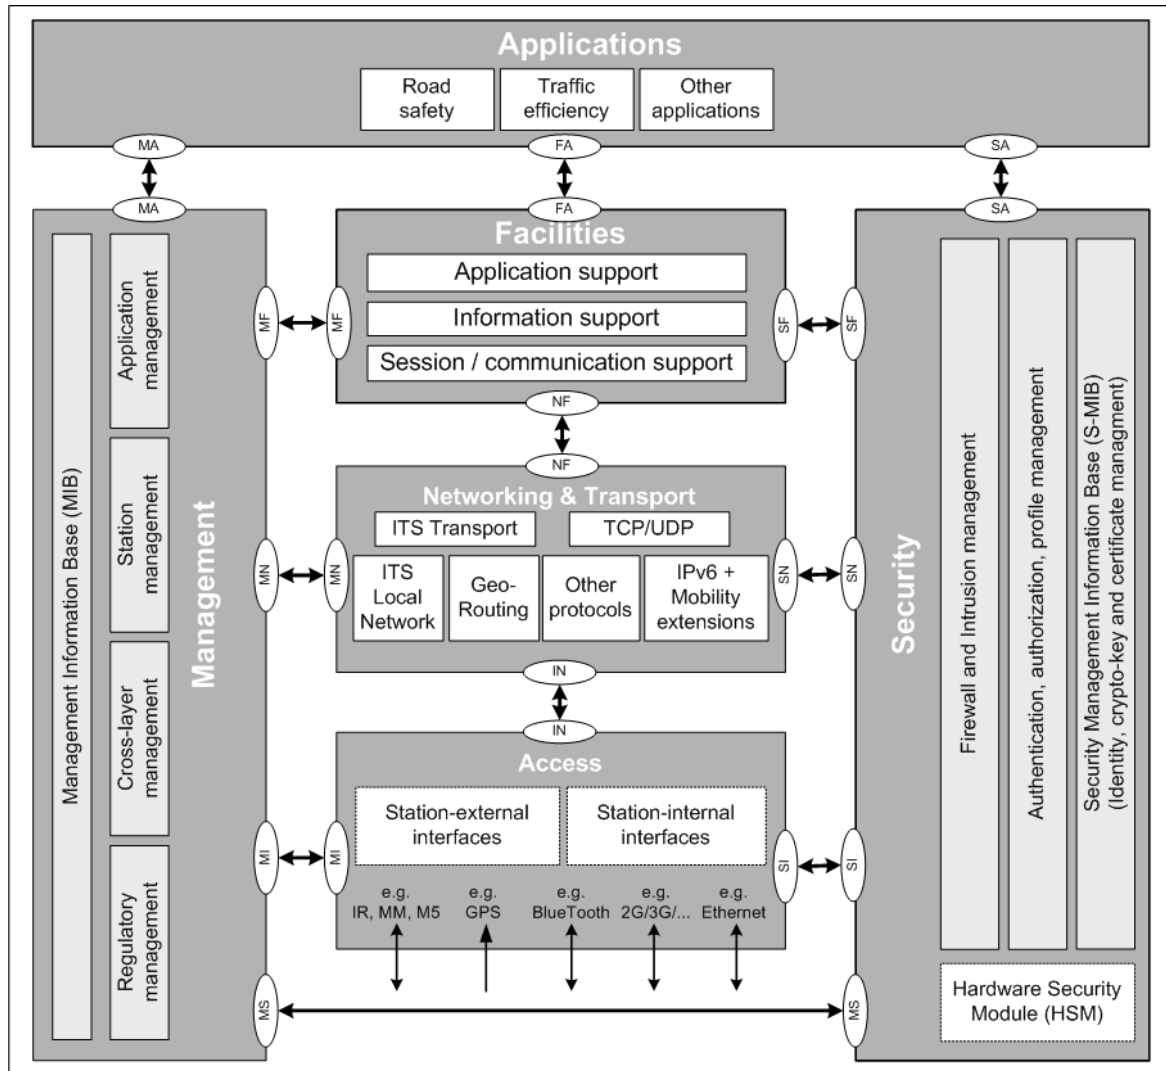 Applications
Road
safety
Traffic
efficiency
Other
applications
MA
FA
SA
MA
FA
SA
Management
Management Information Base (MIB)
Application
management
Station
management
Cross-layer
management
Regulatory
management
MF
MN
MI
MS
Facilities
Application support
Information support
Session / communication support
MF
SF
NF
NF
Networking & Transport
ITS Transport
TCP/UDP
ITS
Local
Network
Geo-
Routing
Other
protocols
IPv6 +
Mobility
extensions
MN
SN
IN
IN
Access
Station-external
interfaces
Station-internal
interfaces
MI
SI
e.g.
IR, MM, M5
e.g.
GPS
e.g.
BlueTooth
e.g.
2G/3G/...
e.g.
Ethernet
Security
SF
SN
SI
MS
Firewall and Intrusion management
Authentication, authorization, profile management
Security Management Information Base (S-MIB)
(Identity, crypto-key and certificate managment)
Hardware Security
Module (HSM)